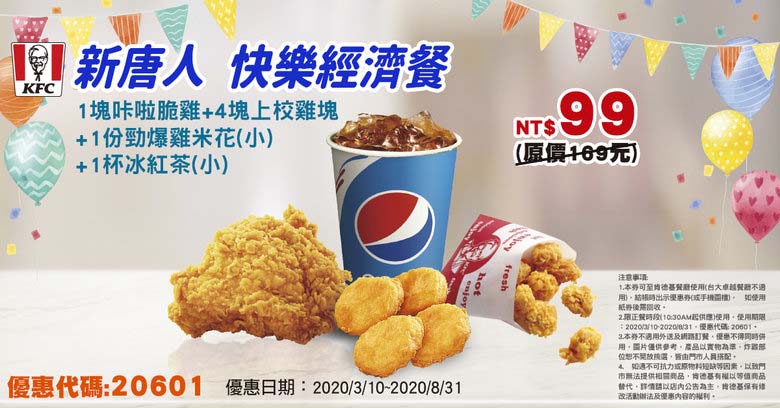 KFC
新唐人 快樂經濟餐
1塊咔啦脆雞+4塊上校雞塊
+1份勁爆雞米花(小)
+1杯冰紅茶(小)
NT$99
(原價169元)
enjoy
fresh
hot
enjoy
注意事項:
1.本券可至肯德基餐廳使用(台大卓越餐廳不適
用)，結帳時出示優惠券(或手機圖檔)， 如使用
紙券後需回收。
2.限正餐時段(10:30AM起供應)使用，使用期限
：2020/3/10-2020/8/31，優惠代碼: 20601。
3.本券不適用外送及網路訂餐，優惠不得同時併
用，圖片僅供參考，產品以實物為準，炸雞部
位恕不開放挑選，皆由門市人員搭配。
4. 如遇不可抗力或原物料短缺等因素，以致門
市無法提供相關商品，肯德基有權以等值商品
替代，詳情請以店內公告為主，肯德基保有修
改活動辦法及優惠內容的權利。
優惠代碼:20601
優惠日期：2020/3/10~2020/8/31